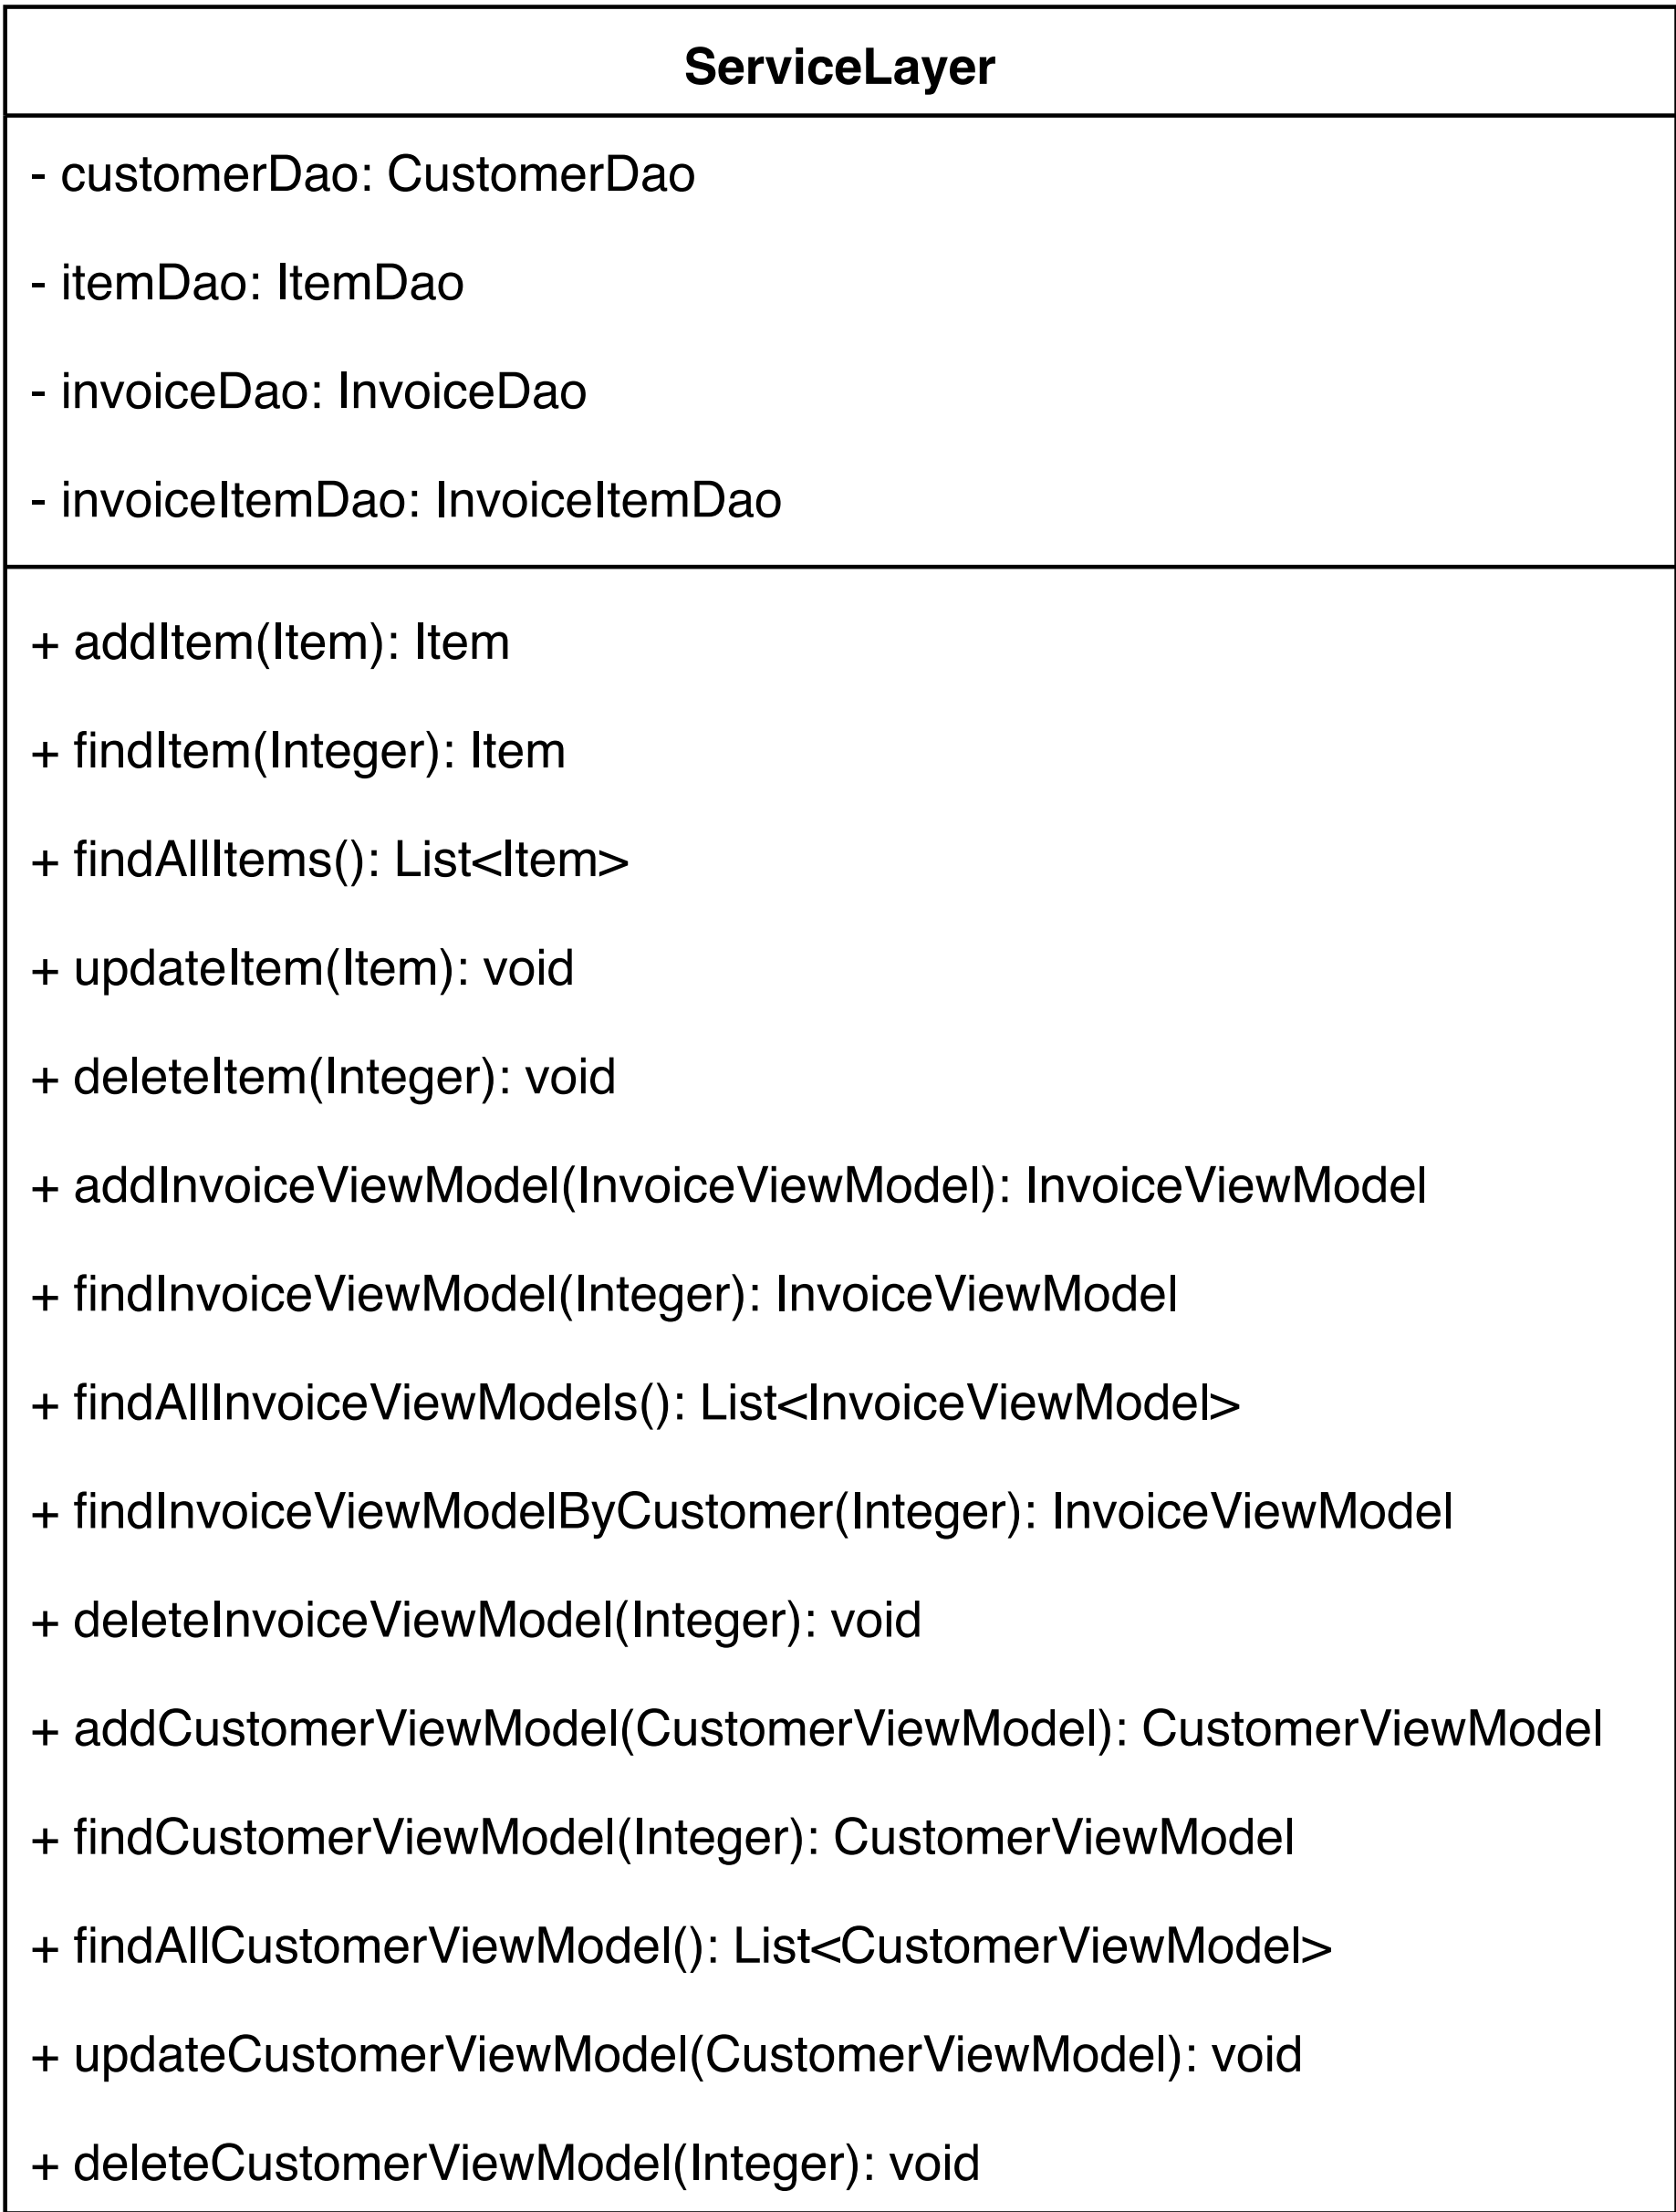 ServiceLayer
- customerDao: CustomerDao
- itemDao: ItemDao
- invoiceDao: InvoiceDao
- invoiceItemDao: InvoiceItemDao
+ addItem(Item): Item
+ findItem(Integer): Item
+ findAllItems(): List<Item>
+ updateItem(Item): void
+ deleteItem(Integer): void
+ addInvoiceViewModel(InvoiceViewModel): InvoiceViewModel
+ findInvoiceViewModel(Integer): InvoiceViewModel
+ findAllInvoiceViewModels(): List<InvoiceViewModel>
+ findInvoiceViewModelByCustomer(Integer): InvoiceViewModel
+ deleteInvoiceViewModel(Integer): void
+ addCustomerViewModel(CustomerViewModel): CustomerViewModel
+ findCustomerViewModel(Integer): CustomerViewModel
+ findAllCustomerViewModel(): List<CustomerViewModel>
+ updateCustomerViewModel(CustomerViewModel): void
+ deleteCustomerViewModel(Integer): void